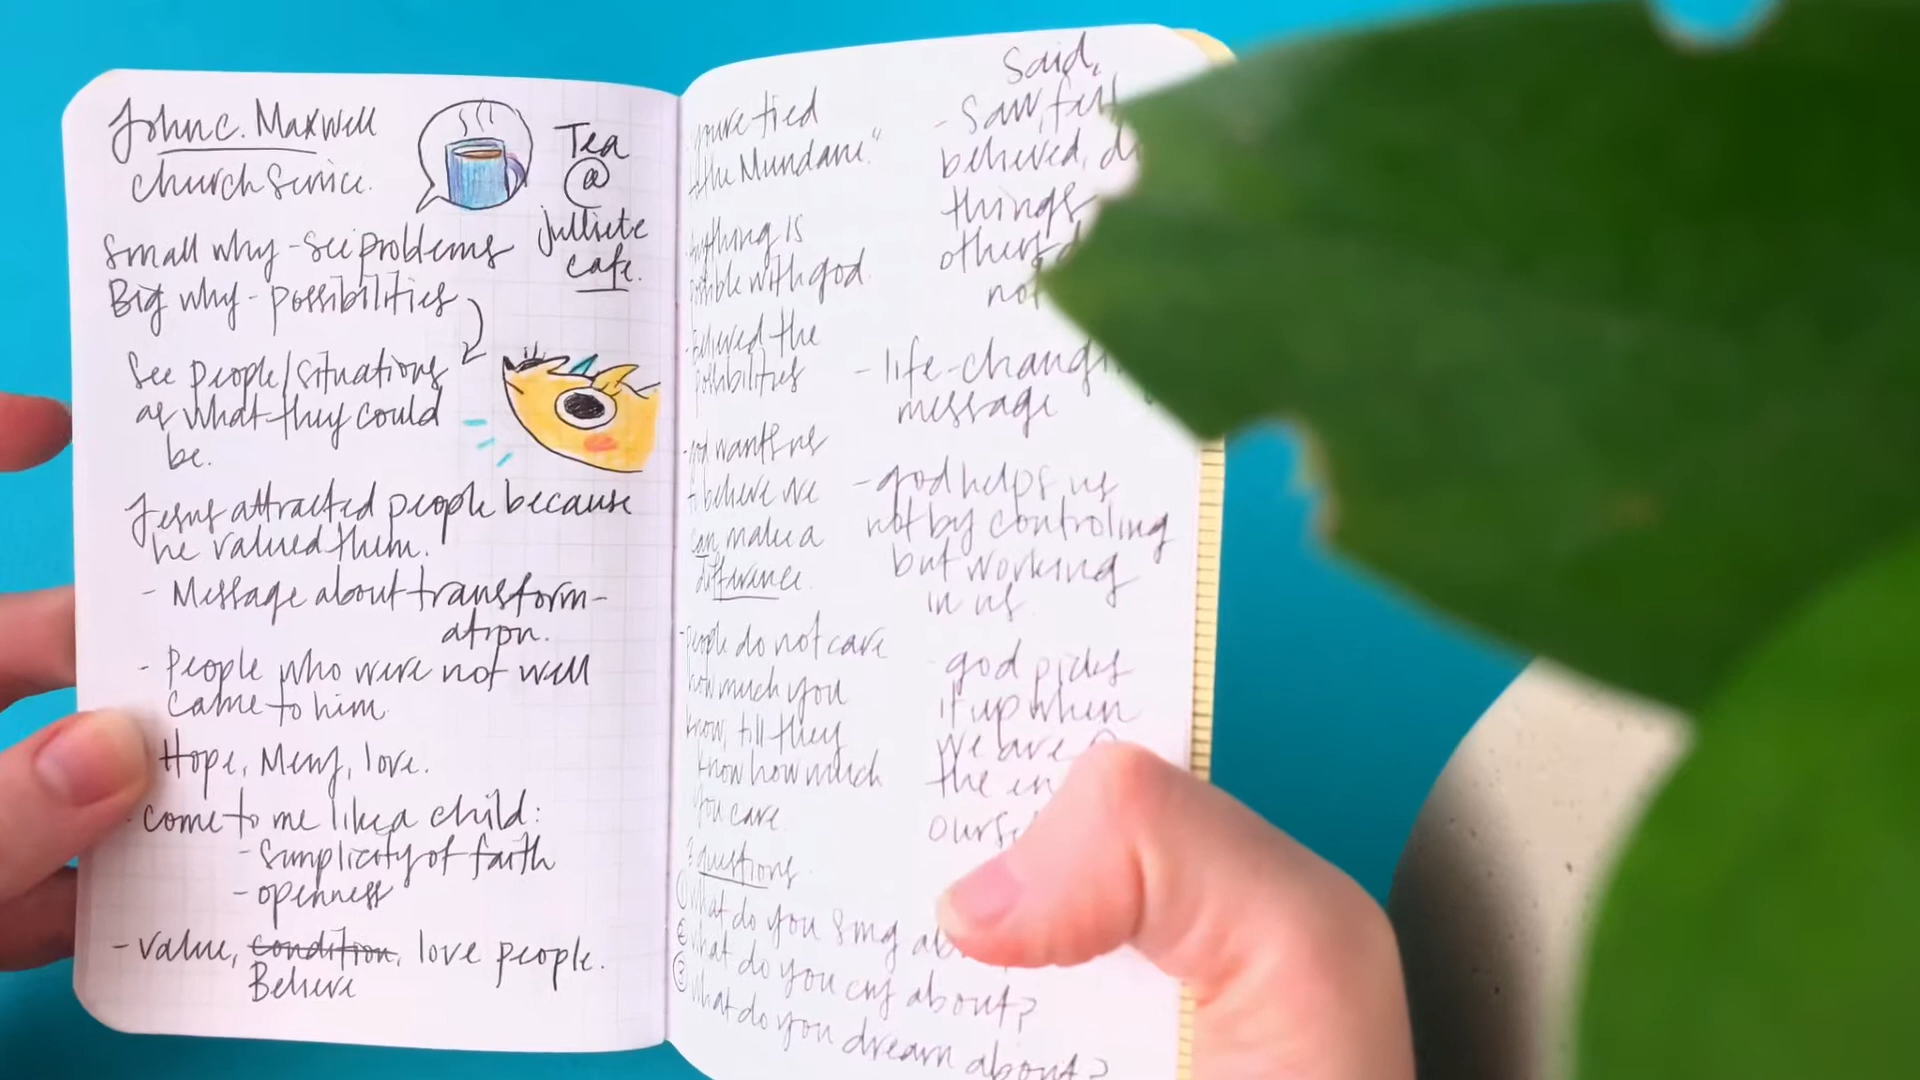 John C. Maxwell
Church Service.
Tea
@
Julliete
cafe.
Small why - see problems
Big why - possibilities
See people/situations
as what they could
be.
Jesus attracted people because
he valued them.
- Message about transform-
ation.
- People who were not well
came to him
Hope, Mercy, love.
come to me like a child:
- Simplicity of faith
- openness
- value, condition, love people.
Believe
you're tied
the Mundane."
is
with god.
- believed the
possibilities
- god wants us
to believe we
can make a
difference.
- people do not care
how much you
know, till they
know how much
you care.
3 questions
① What do you sing
② what do you cry about?
③ what do you dream about?
Said,
- Saw, felt
believed,
things
others
not
- life-changing
message
- god helps us
not by controling
but working
in us.
- god picks
it up when
we are @
the